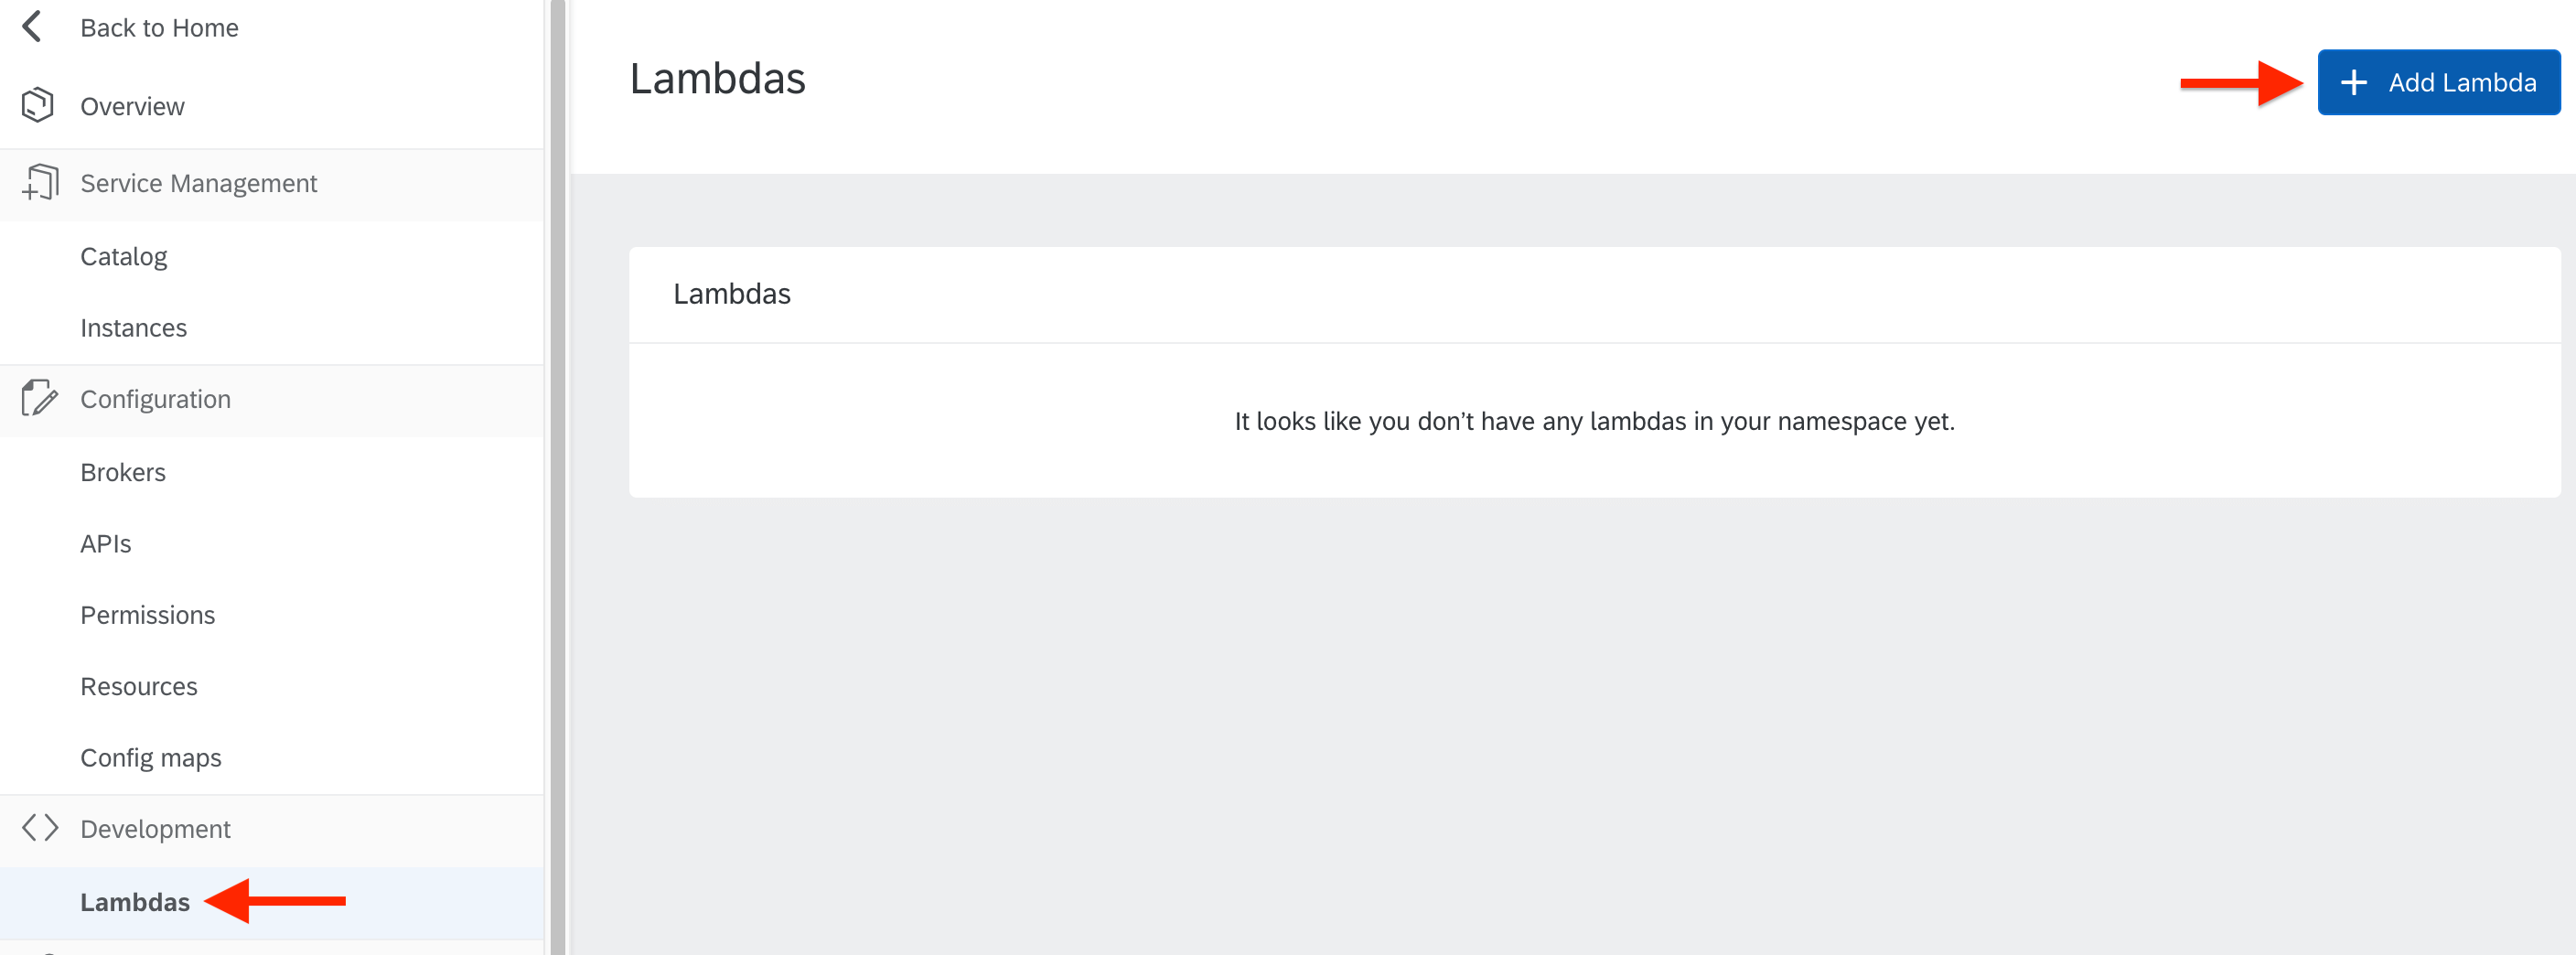 Back to Home
Overview
Service Management
Catalog
Instances
Configuration
Brokers
APIs
Permissions
Resources
Config maps
Development
Lambdas
Lambdas
+ Add Lambda
Lambdas
It looks like you don’t have any lambdas in your namespace yet.